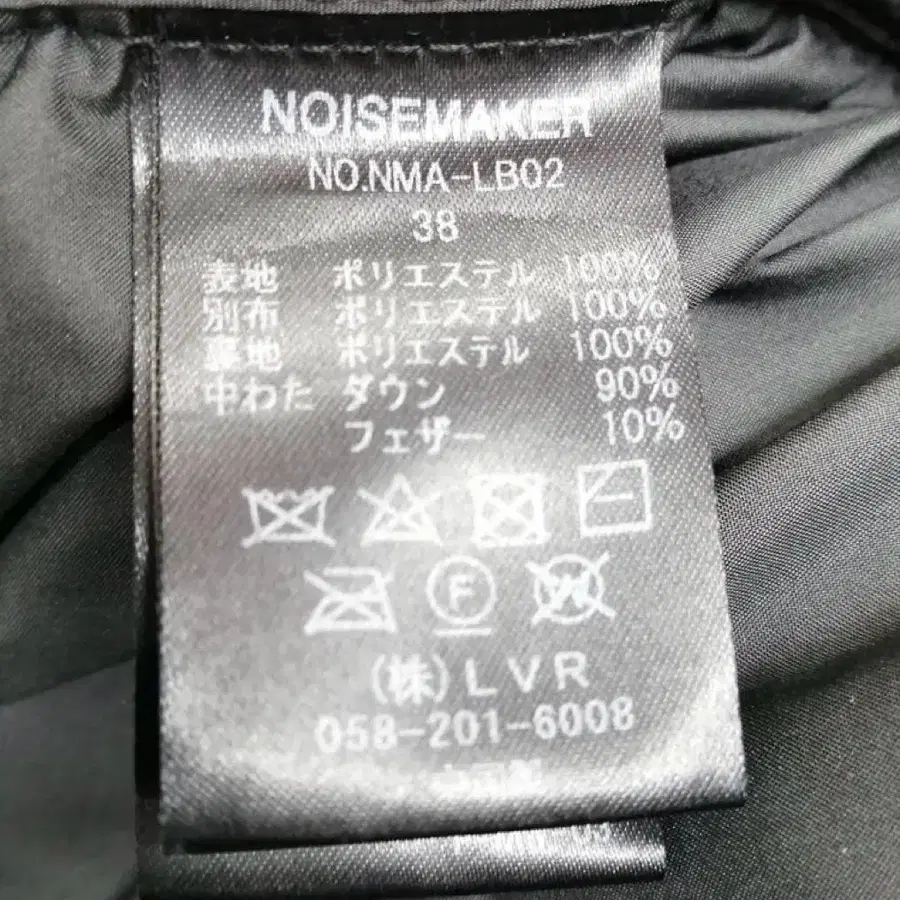 NOISEMAKER
NO.NMA-LB02
38
表地 ポリエステル 100%
別布 ポリエステル 100%
裏地 ポリエステル 100%
中わた ダウン 90%
フェザー 10%
F
W
(株)LVR
058-201-6008